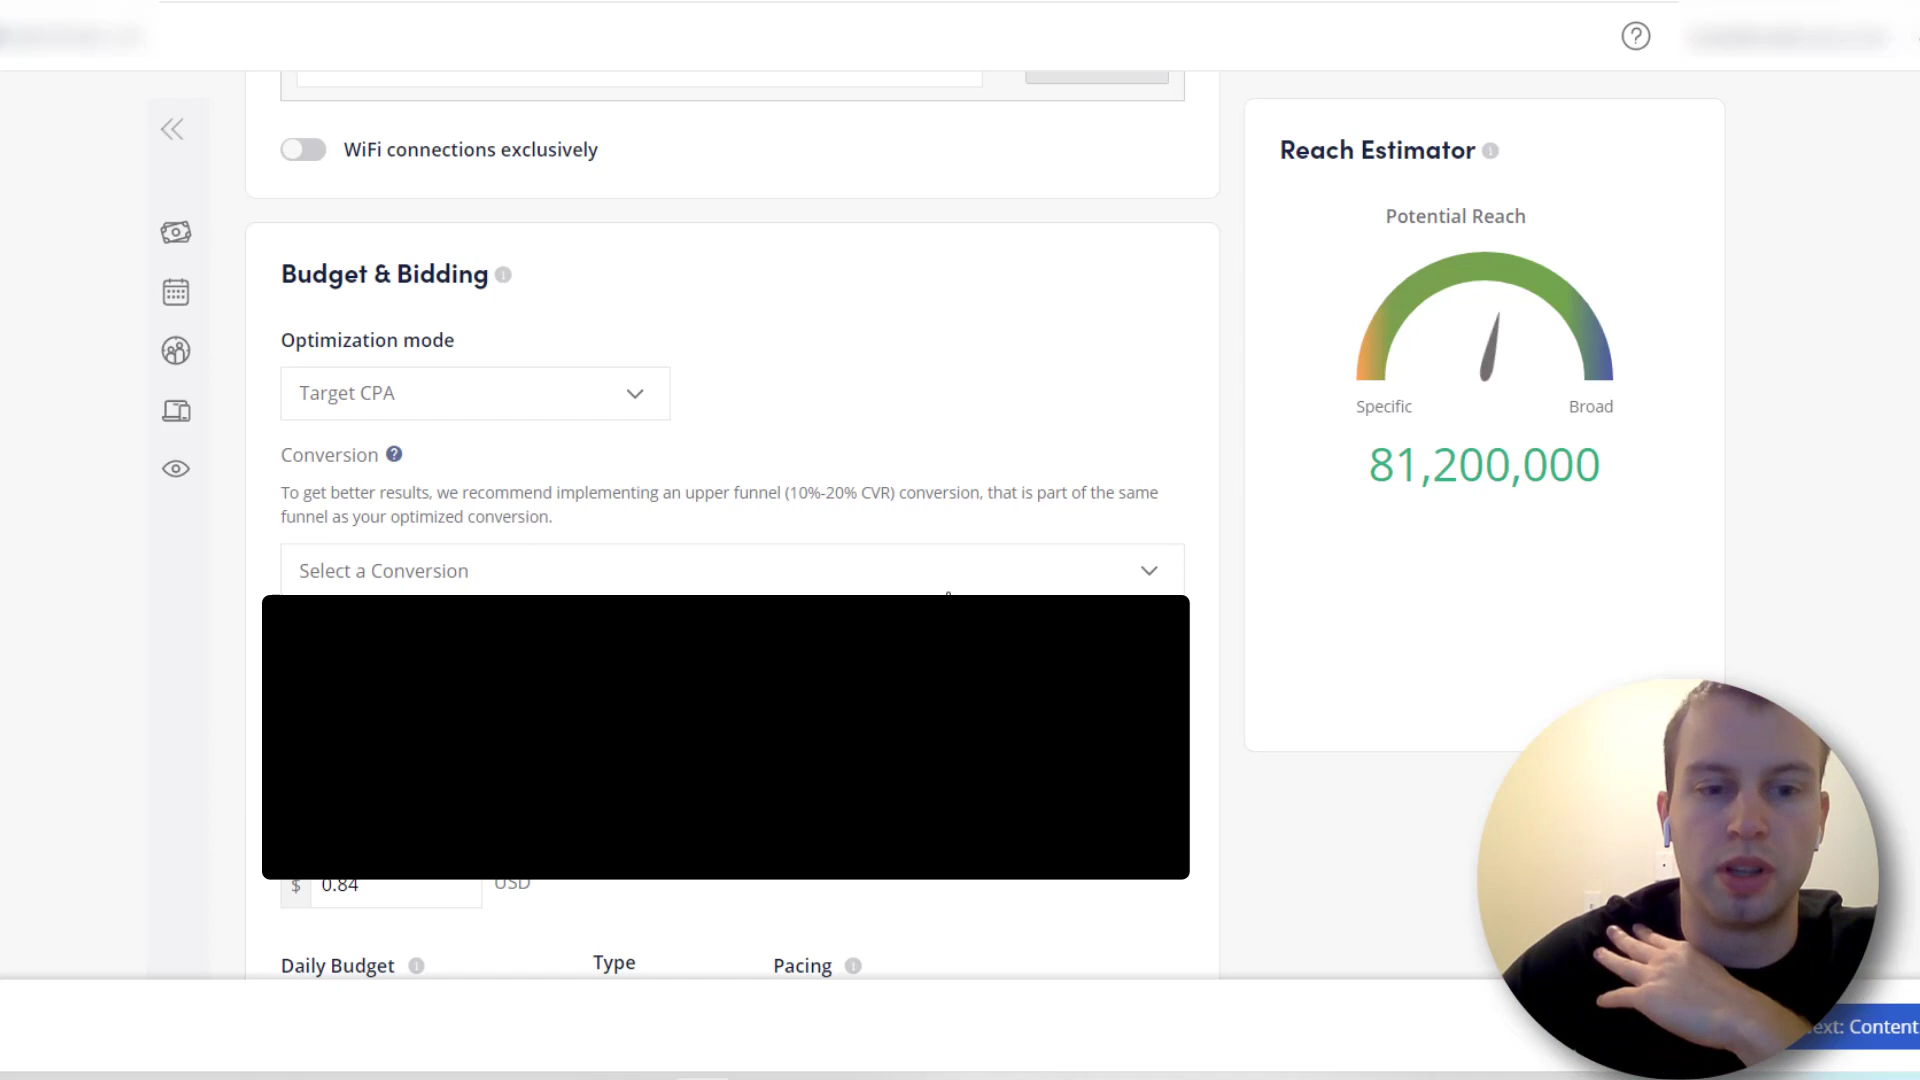 WiFi connections exclusively
Reach Estimator
Potential Reach
Specific
Broad
81,200,000
Budget & Bidding
Optimization mode
Target CPA
Conversion
To get better results, we recommend implementing an upper funnel (10%-20% CVR) conversion, that is part of the same
funnel as your optimized conversion.
Select a Conversion
$ 0.84 USD
Daily Budget
Type
Pacing
Content